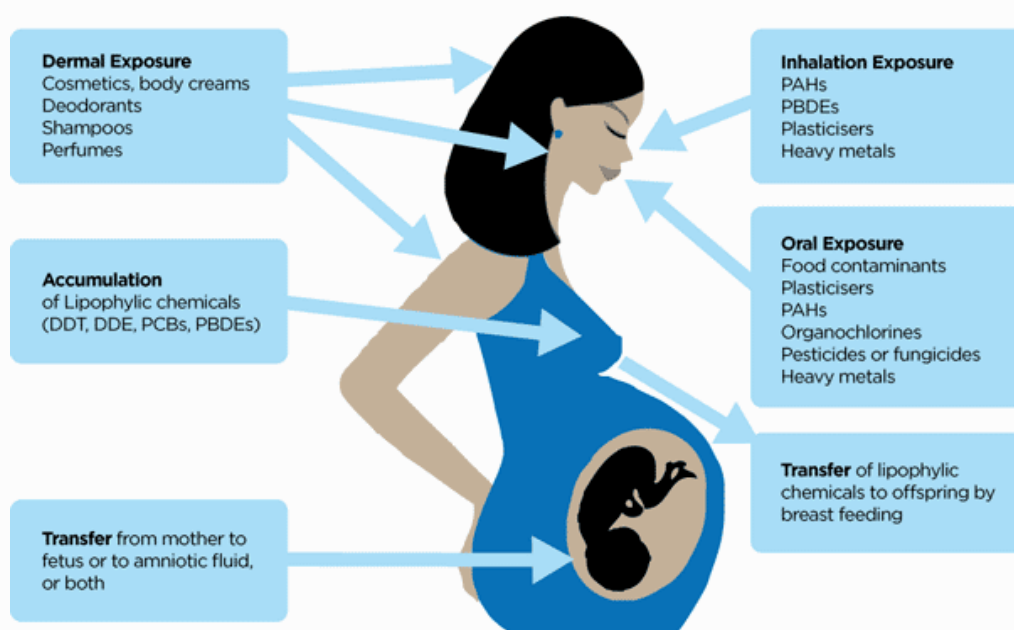 Dermal Exposure
Cosmetics, body creams
Deodorants
Shampoos
Perfumes
Accumulation
of Lipophylic chemicals
(DDT, DDE, PCBs, PBDEs)
Transfer from mother to
fetus or to amniotic fluid,
or both
Inhalation Exposure
PAHs
PBDEs
Plasticisers
Heavy metals
Oral Exposure
Food contaminants
Plasticisers
PAHs
Organochlorines
Pesticides or fungicides
Heavy metals
Transfer of lipophylic
chemicals to offspring by
breast feeding